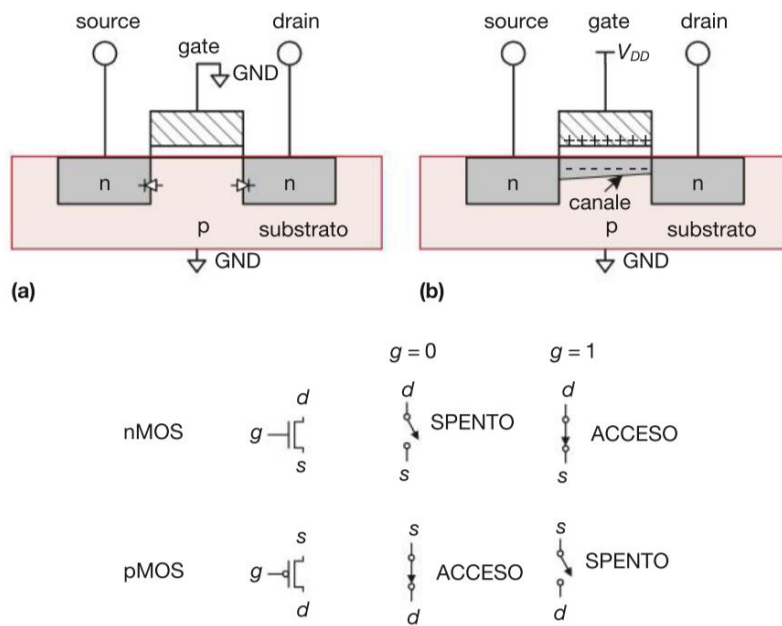 source gate drain
GND
n n
p substrato
GND
(a)
source gate drain
V_DD
+++++++
n n
canale
p substrato
GND
(b)
g = 0 g = 1
nMOS g d s d SPENTO s d ACCESO s
pMOS g s d s ACCESO d s SPENTO d